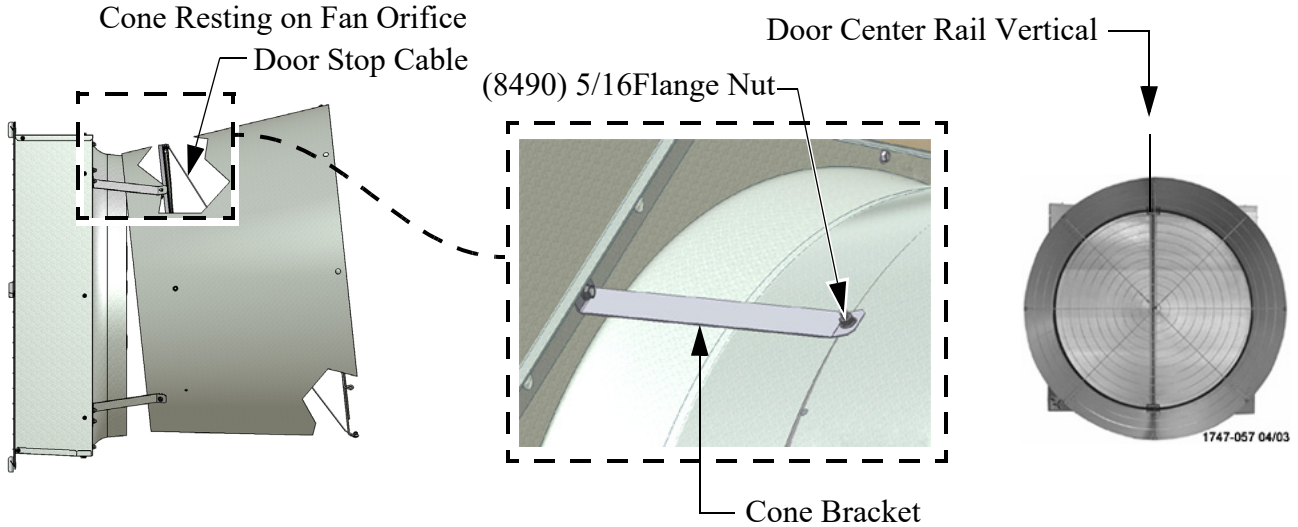 Cone Resting on Fan Orifice
Door Stop Cable
(8490) 5/16Flange Nut
Door Center Rail Vertical
Cone Bracket
1747-057 04/03